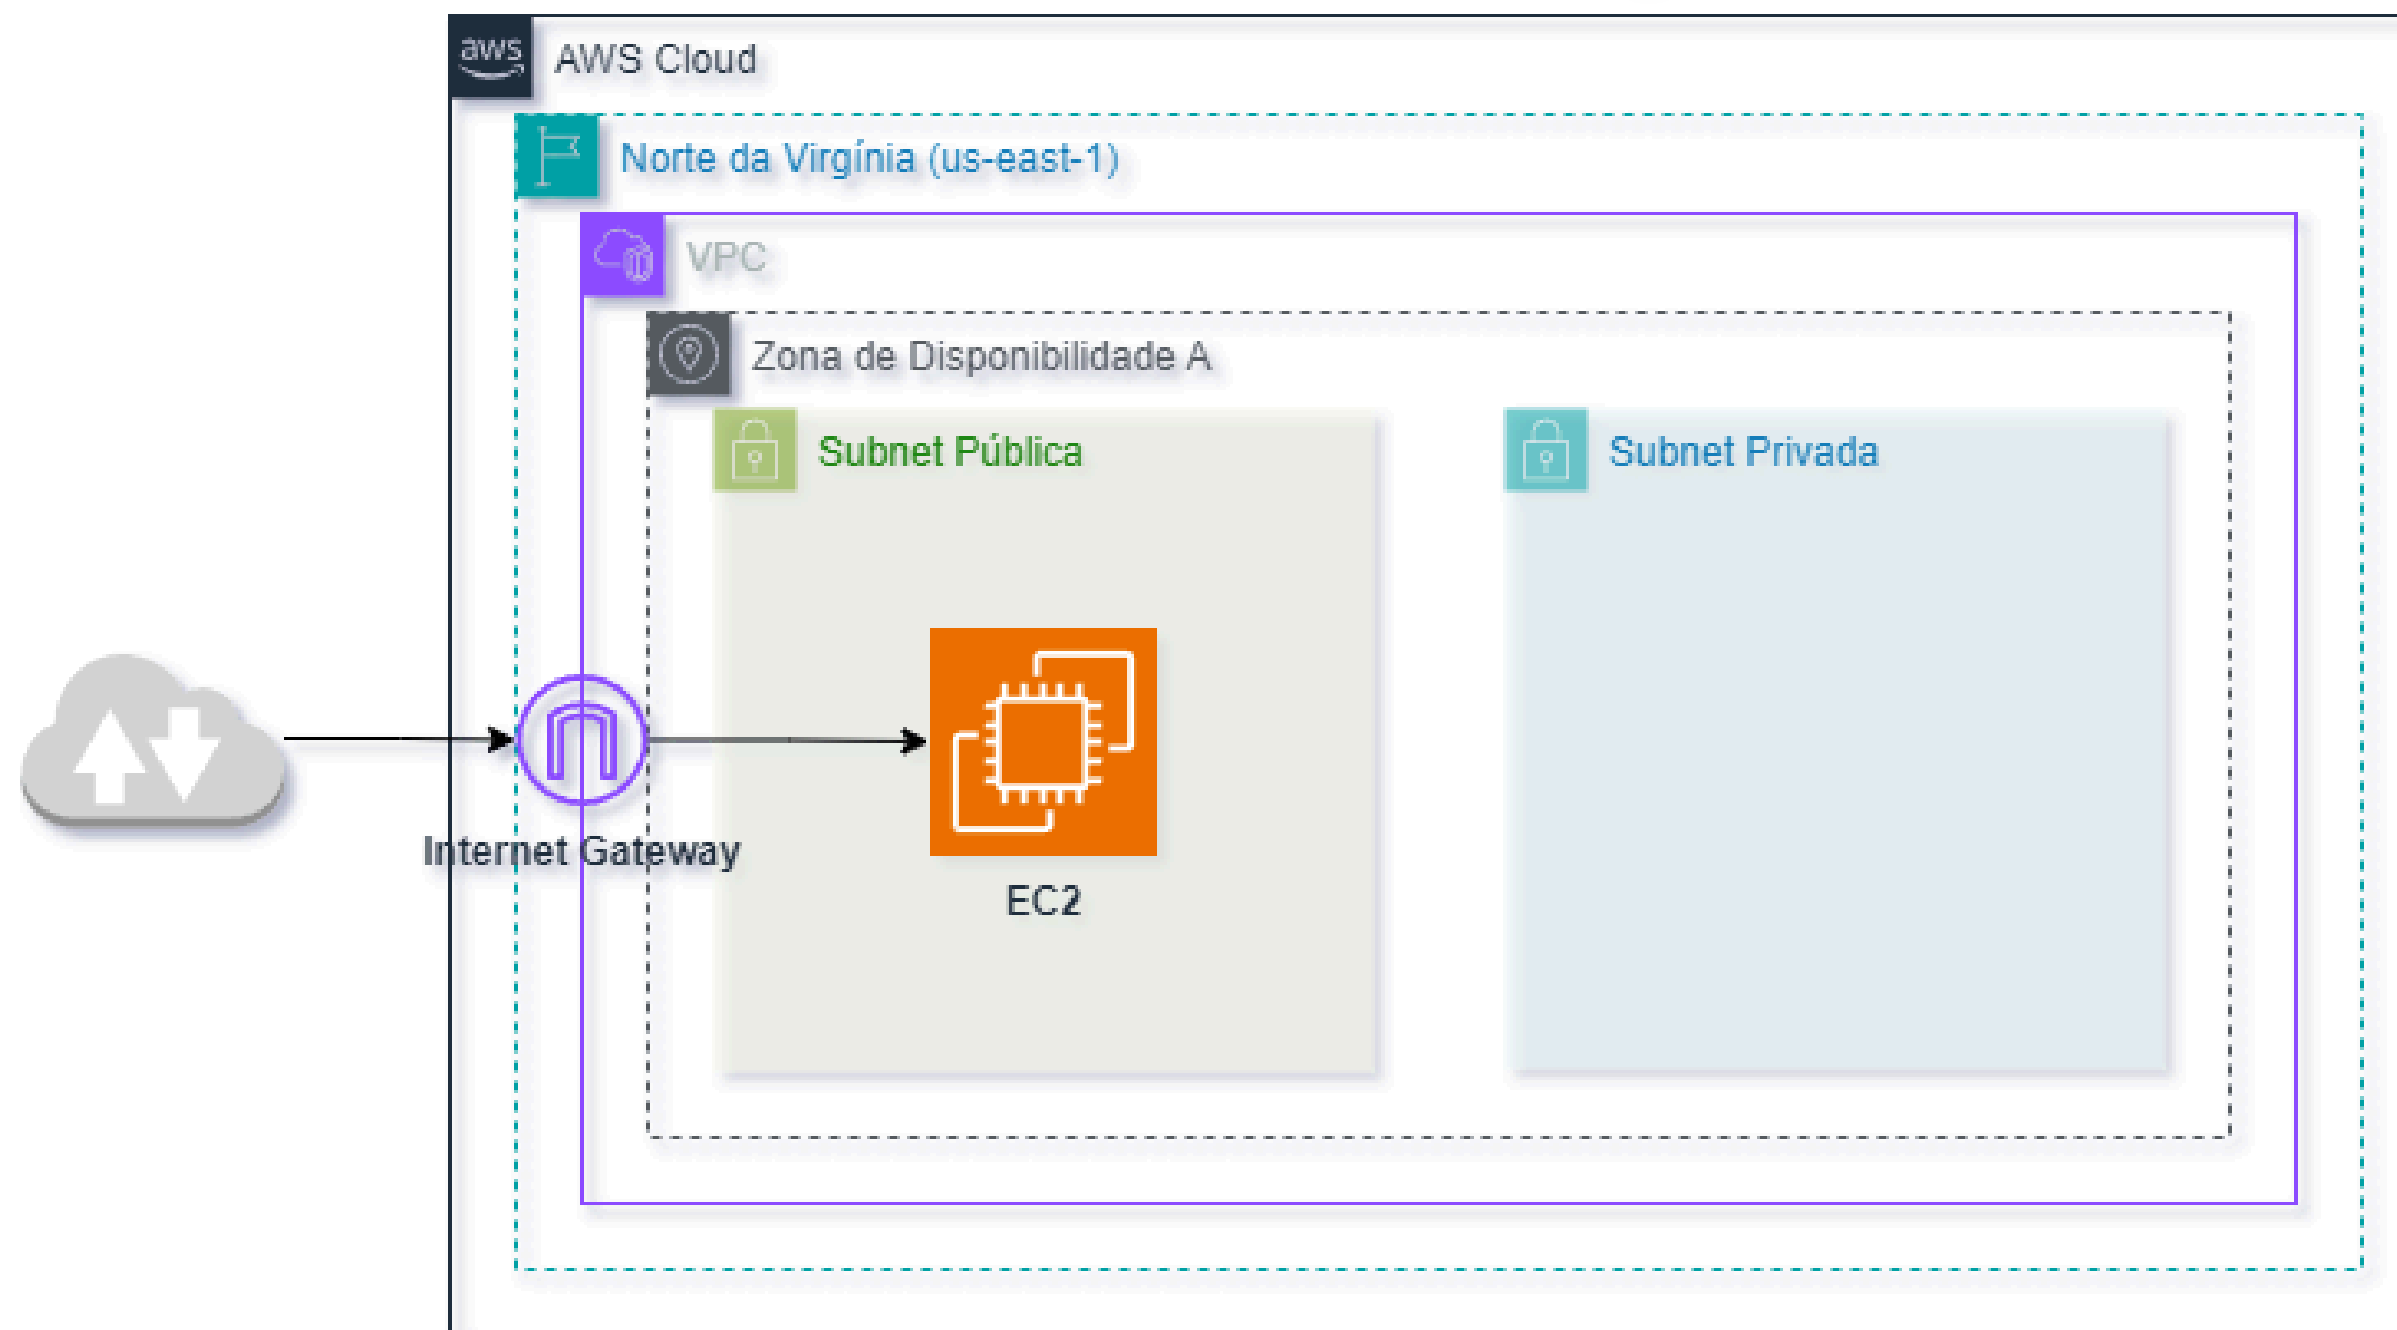 aws
AWS Cloud
Norte da Virgínia (us-east-1)
VPC
Zona de Disponibilidade A
Subnet Pública
Subnet Privada
Internet Gateway
EC2